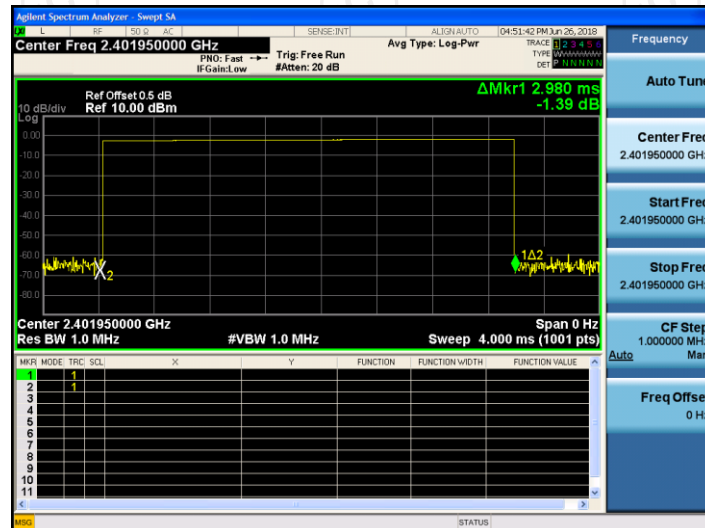 Agilent Spectrum Analyzer - Swept SA
L RF 50 Ω AC SENSE:INT ALIGN AUTO 04:51:42 PM Jun 26, 2018
Center Freq 2.401950000 GHz
PNO: Fast
IFGain:Low
Trig: Free Run
#Atten: 20 dB
Avg Type: Log-Pwr
TRACE 1 2 3 4 5 6
TYPE W
DET P N N N N N
Ref Offset 0.5 dB
Ref 10.00 dBm
10 dB/div
Log
ΔMkr1 2.980 ms
-1.39 dB
0.00
-10.0
-20.0
-30.0
-40.0
-50.0
-60.0
-70.0
-80.0
2
1Δ2
Center 2.401950000 GHz Span 0 Hz
Res BW 1.0 MHz #VBW 1.0 MHz Sweep 4.000 ms (1001 pts)
MKR MODE TRC SCL X Y FUNCTION FUNCTION WIDTH FUNCTION VALUE
1 1
2 1
3
4
5
6
7
8
9
10
11
MSG STATUS
Frequency
Auto Tune
Center Freq
2.401950000 GHz
Start Freq
2.401950000 GHz
Stop Freq
2.401950000 GHz
CF Step
1.000000 MHz
Auto Man
Freq Offset
0 Hz